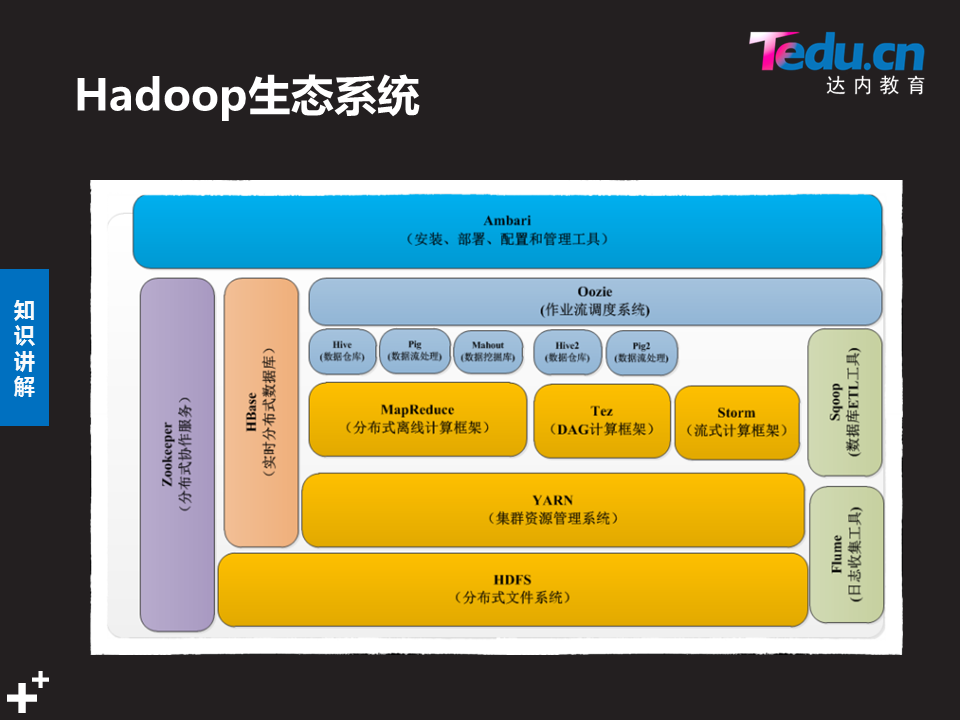 Tedu.cn
达内教育
Hadoop生态系统
知识讲解
Ambari
（安装、部署、配置和管理工具）
Zookeeper
（分布式协作服务）
HBase
（实时分布式数据库）
Oozie
(作业流调度系统)
Hive
(数据仓库)
Pig
(数据流处理)
Mahout
(数据挖掘库)
Hive2
(数据仓库)
Pig2
(数据流处理)
MapReduce
（分布式离线计算框架）
Tez
（DAG计算框架）
Storm
（流式计算框架）
Sqoop
(数据库ETL工具)
YARN
（集群资源管理系统）
Flume
(日志收集工具)
HDFS
（分布式文件系统）